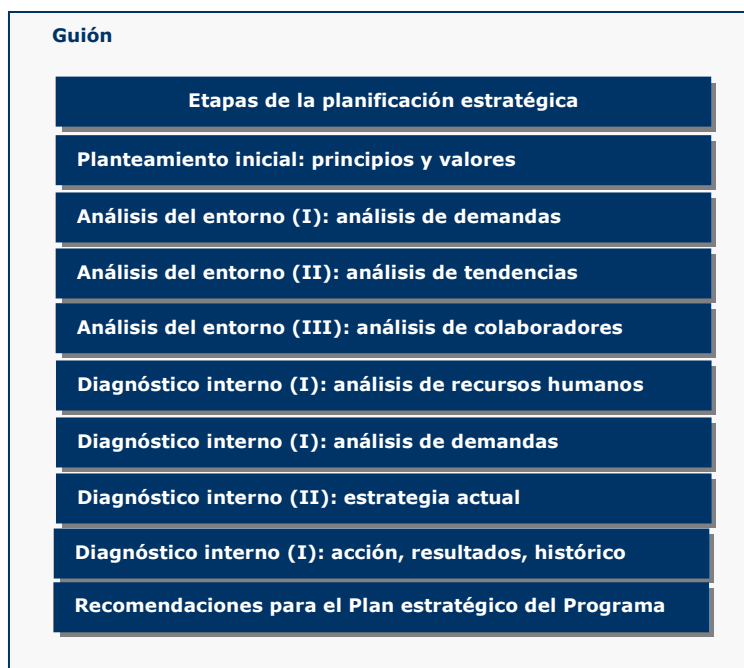 Guión
Etapas de la planificación estratégica
Planteamiento inicial: principios y valores
Análisis del entorno (I): análisis de demandas
Análisis del entorno (II): análisis de tendencias
Análisis del entorno (III): análisis de colaboradores
Diagnóstico interno (I): análisis de recursos humanos
Diagnóstico interno (I): análisis de demandas
Diagnóstico interno (II): estrategia actual
Diagnóstico interno (I): acción, resultados, histórico
Recomendaciones para el Plan estratégico del Programa